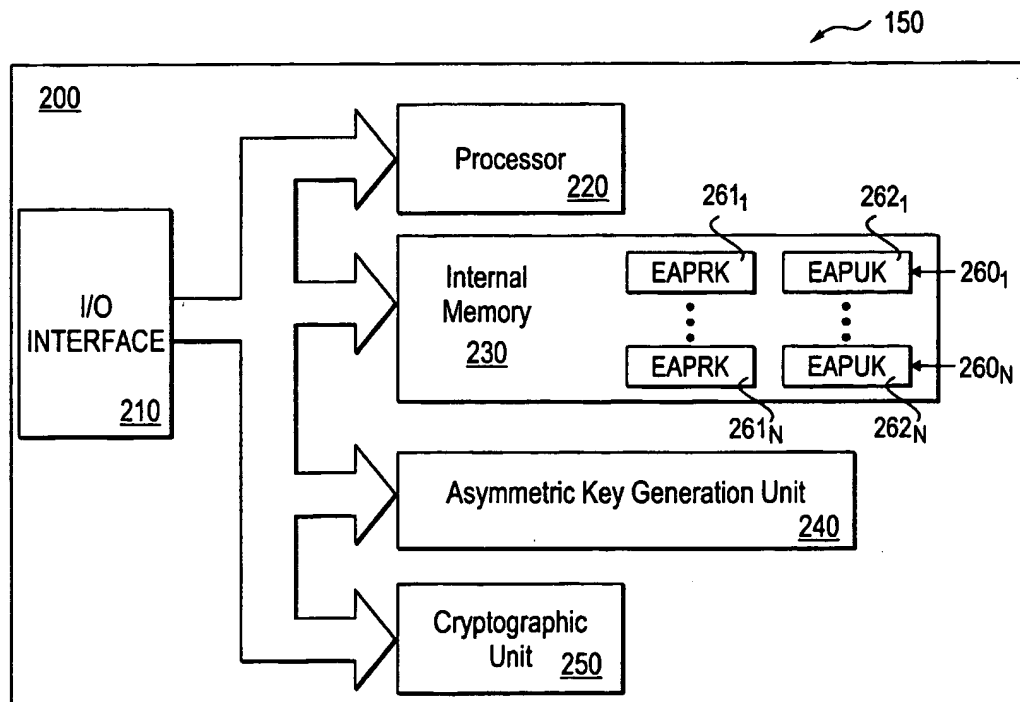 150
200
Processor
220
I/O
INTERFACE
210
Internal
Memory
230
261₁
262₁
EAPRK
EAPUK
260₁
EAPRK
EAPUK
260N
261N
262N
Asymmetric Key Generation Unit
240
Cryptographic
Unit
250